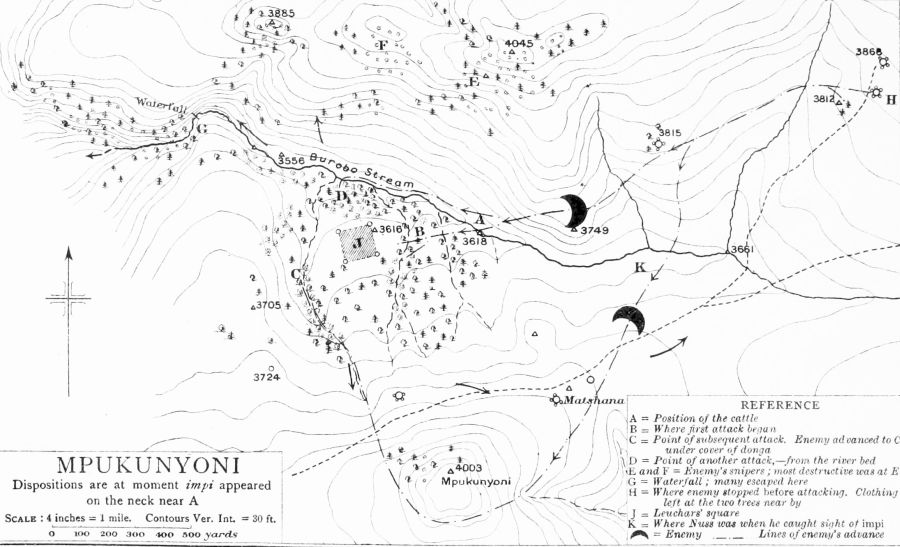 3885
F
4045
E
3868
H
3812
Waterfall
G
3815
3556
Burobo Stream
D
A
3749
3616
B
3618
J
3661
K
C
3705
3724
Matshana
4003
Mpukunyoni
MPUKUNYONI
Dispositions are at moment impi appeared
on the neck near A
SCALE : 4 inches = 1 mile. Contours Ver. Int. = 30 ft.
0 100 200 300 400 500 yards
REFERENCE
A = Position of the cattle
B = Where first attack began
C = Point of subsequent attack. Enemy advanced to C
under cover of donga
D = Point of another attack,—from the river bed
E and F = Enemy's snipers ; most destructive was at E
G = Waterfall ; many escaped here
H = Where enemy stopped before attacking. Clothing
left at the two trees near by
J = Leuchars' square
K = Where Nuss was when he caught sight of impi
= Enemy Lines of enemy's advance